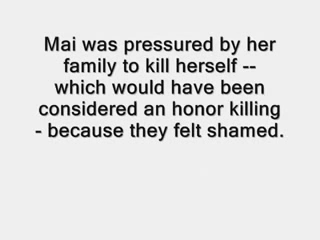 Mai was pressured by her
family to kill herself --
which would have been
considered an honor killing
- because they felt shamed.